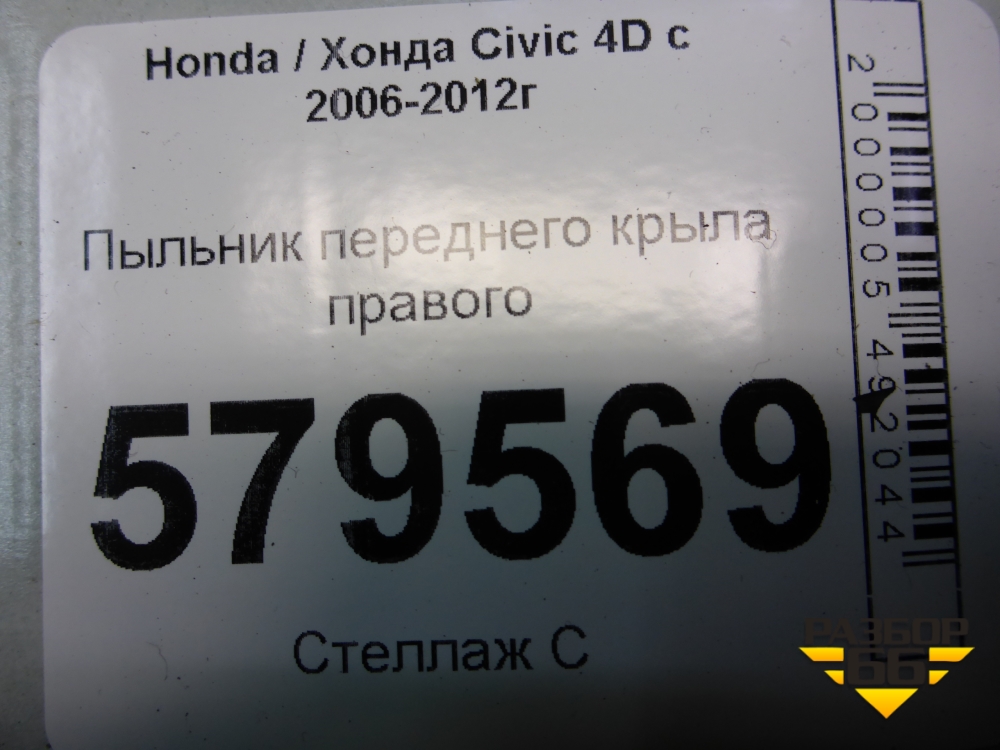 Honda / Хонда Civic 4D с
2006-2012г
Пыльник переднего крыла
правого
579569
Стеллаж С
2000005492044
РАЗБОР
66